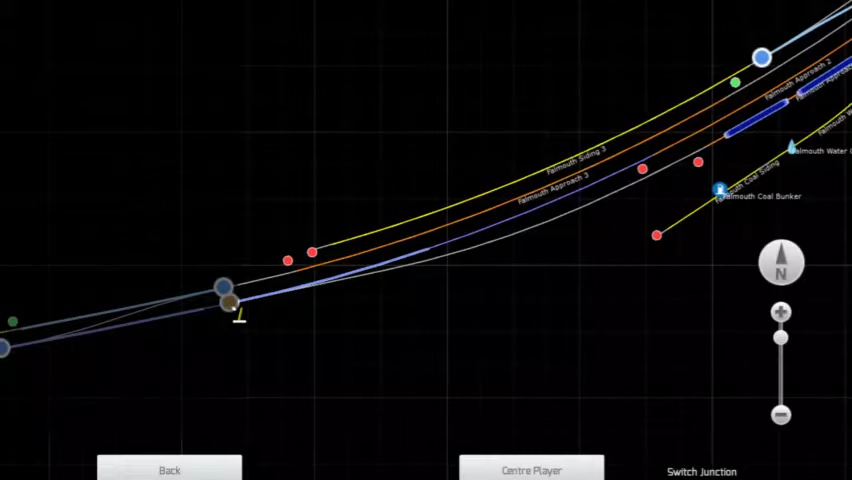 Falmouth Approach 2
Falmouth
Falmouth Siding 3
Falmouth Approach 3
Falmouth Water
Falmouth Coal Siding
Falmouth Coal Bunker
N
Back
Centre Player
Switch Junction